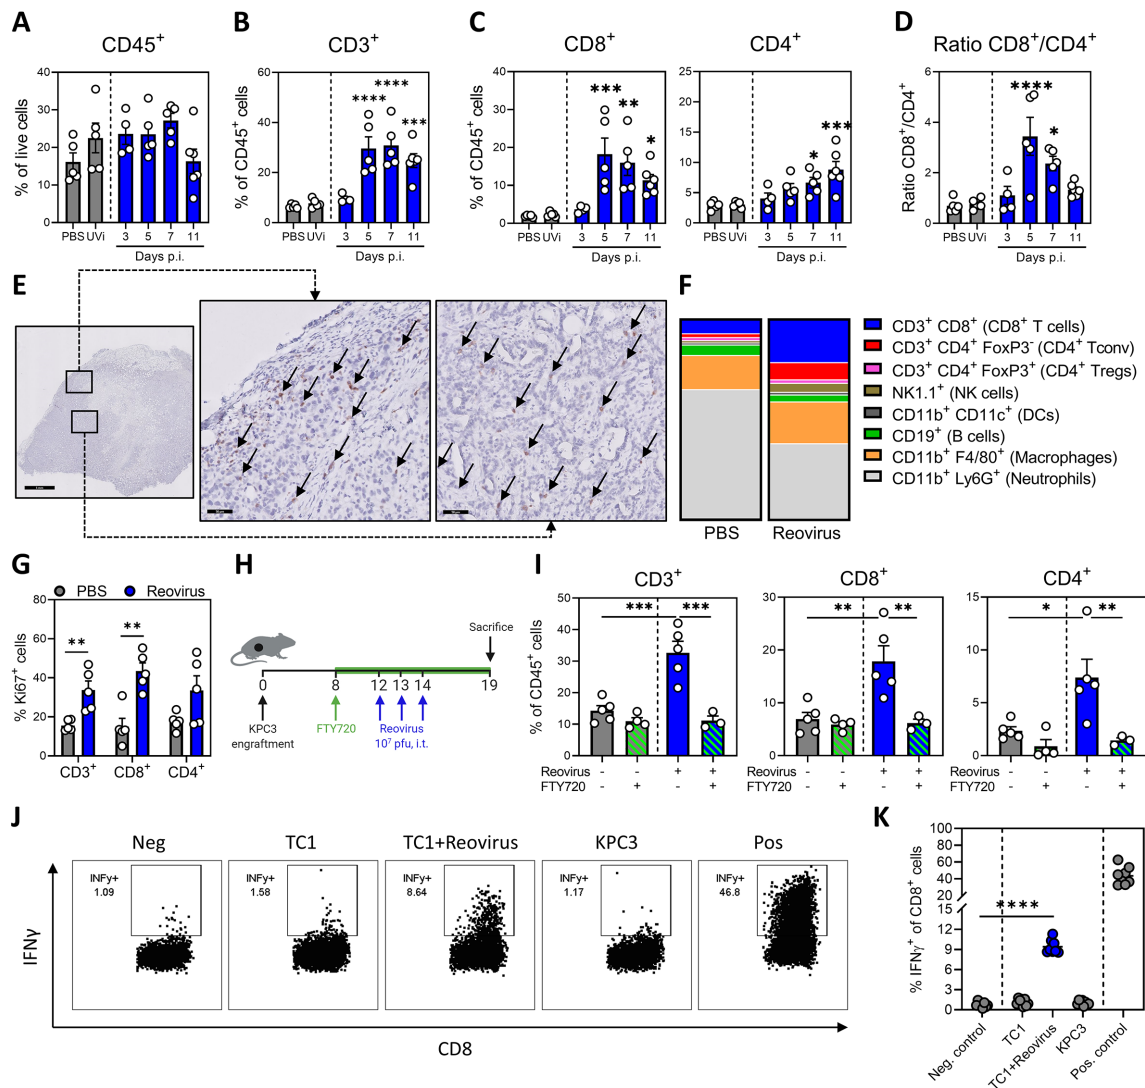 A
CD45+
% of live cells
40
30
20
10
0
PBS UVi 3 5 7 11
Days p.i.
B
CD3+
% of CD45+ cells
60
40
20
0
**** **** ***
PBS UVi 3 5 7 11
Days p.i.
C
CD8+
% of CD45+ cells
40
30
20
10
0
*** ** *
PBS UVi 3 5 7 11
Days p.i.
CD4+
25
20
15
10
5
0
* ***
PBS UVi 3 5 7 11
Days p.i.
D
Ratio CD8+/CD4+
Ratio CD8+/CD4+
6
4
2
0
**** *
PBS UVi 3 5 7 11
Days p.i.
E
F
PBS Reovirus
CD3+ CD8+ (CD8+ T cells)
CD3+ CD4+ FoxP3- (CD4+ Tconv)
CD3+ CD4+ FoxP3+ (CD4+ Tregs)
NK1.1+ (NK cells)
CD11b+ CD11c+ (DCs)
CD19+ (B cells)
CD11b+ F4/80+ (Macrophages)
CD11b+ Ly6G+ (Neutrophils)
G
PBS Reovirus
% Ki67+ cells
80
60
40
20
0
** **
CD3+ CD8+ CD4+
H
Sacrifice
0 8 12 13 14 19
KPC3
engraftment
FTY720
Reovirus
10⁷ pfu, i.t.
I
CD3+
% of CD45+ cells
50
40
30
20
10
0
*** ***
Reovirus - - + +
FTY720 - + - +
CD8+
30
20
10
0
** **
Reovirus - - + +
FTY720 - + - +
CD4+
15
10
5
0
* **
Reovirus - - + +
FTY720 - + - +
J
Neg
INFy+
1.09
TC1
INFy+
1.58
TC1+Reovirus
INFy+
8.64
KPC3
INFy+
1.17
Pos
INFy+
46.8
IFNγ
CD8
K
% IFNγ+ of CD8+ cells
100
80
60
40
20
15
12
9
6
3
0
****
Neg. control
TC1
TC1+Reovirus
KPC3
Pos. control